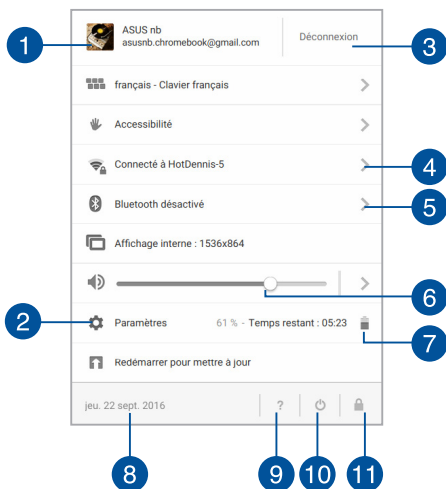 ASUS nb
asusnb.chromebook@gmail.com
Déconnexion
1
3
français - Clavier français
Accessibilité
Connecté à HotDennis-5
4
Bluetooth désactivé
5
Affichage interne : 1536x864
6
2
Paramètres 61 % - Temps restant : 05:23
7
Redémarrer pour mettre à jour
jeu. 22 sept. 2016
?
8
9
10
11